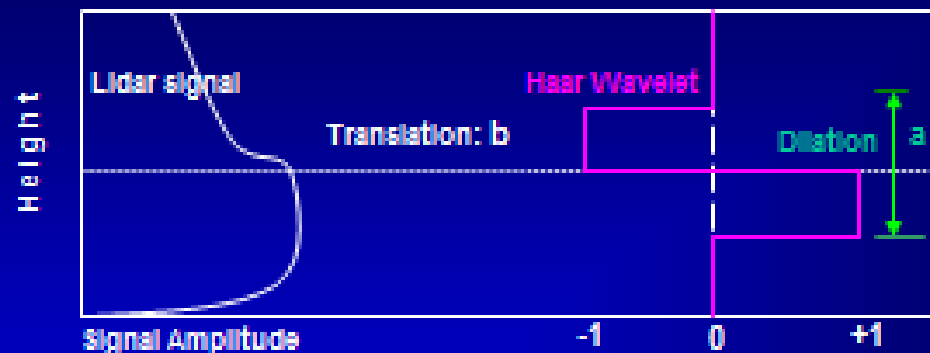 Height
Lidar signal
Haar Wavelet
Translation: b
Dilation
a
Signal Amplitude
-1
0
+1